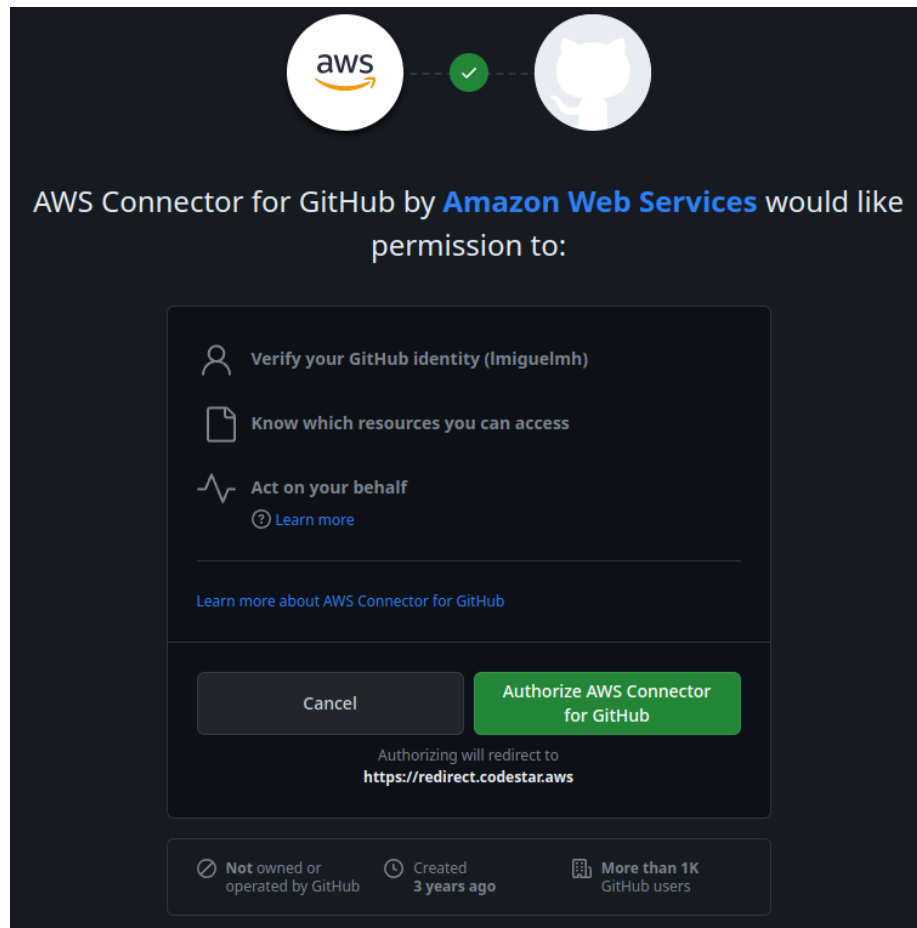 aws
AWS Connector for GitHub by Amazon Web Services would like
permission to:
Verify your GitHub identity (lmiguelmh)
Know which resources you can access
Act on your behalf
Learn more
Learn more about AWS Connector for GitHub
Cancel
Authorize AWS Connector
for GitHub
Authorizing will redirect to
https://redirect.codestar.aws
Not owned or
operated by GitHub
Created
3 years ago
More than 1K
GitHub users